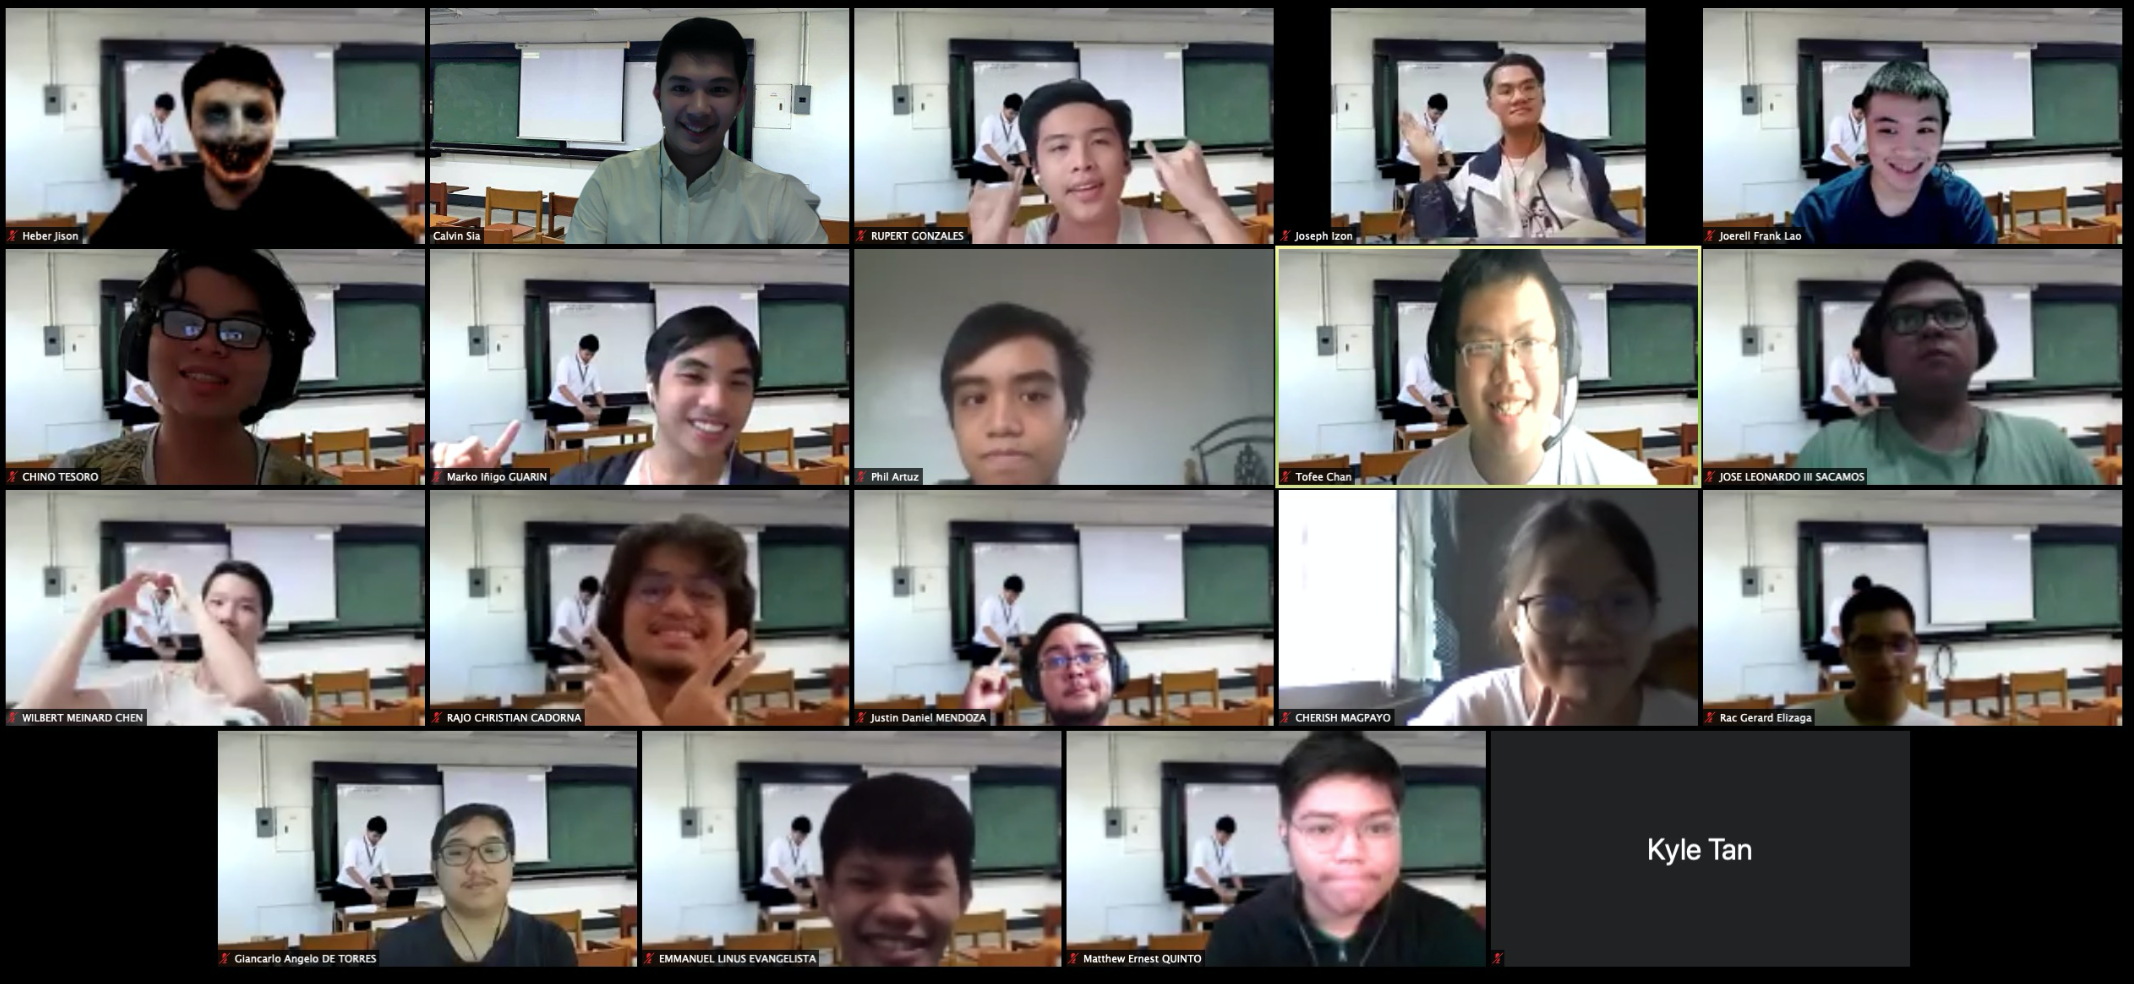 Heber Jison
Calvin Sia
RUPERT GONZALES
Joseph Izon
Joerell Frank Lao
CHINO TESORO
Marko Iñigo GUARIN
Phil Artuz
Tofee Chan
JOSE LEONARDO III SACAMOS
WILBERT MEINARD CHEN
RAJO CHRISTIAN CADORNA
Justin Daniel MENDOZA
CHERISH MAGPAYO
Rac Gerard Elizaga
Giancarlo Angelo DE TORRES
EMMANUEL LINUS EVANGELISTA
Matthew Ernest QUINTO
Kyle Tan